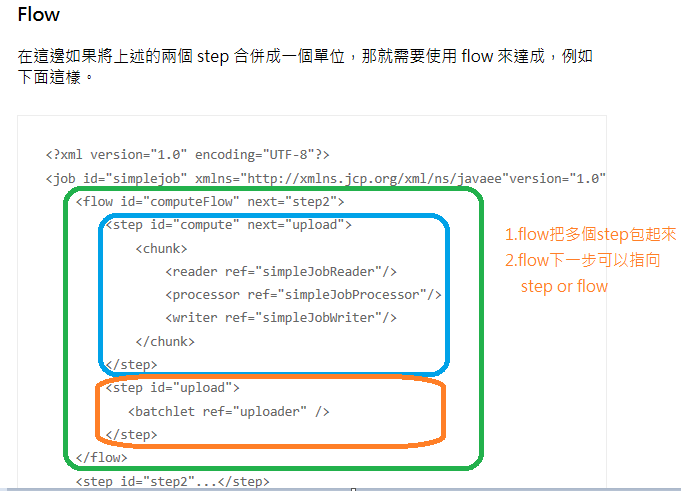 Flow
在這邊如果將上述的兩個 step 合併成一個單位，那就需要使用 flow 來達成，例如
下面這樣。
<?xml version="1.0" encoding="UTF-8"?>
<job id="simplejob" xmlns="http://xmlns.jcp.org/xml/ns/javaee"version="1.0"
<flow id="computeFlow" next="step2">
<step id="compute" next="upload">
<chunk>
<reader ref="simpleJobReader"/>
<processor ref="simpleJobProcessor"/>
<writer ref="simpleJobWriter"/>
</chunk>
</step>
<step id="upload">
<batchlet ref="uploader" />
</step>
</flow>
<step id="step2"...</step>
1.flow把多個step包起來
2.flow下一步可以指向
step or flow